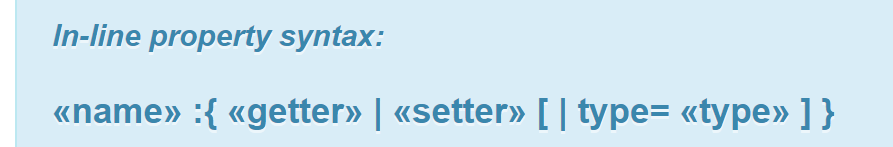 In-line property syntax:
«name» :{ «getter» | «setter» [ | type= «type» ] }